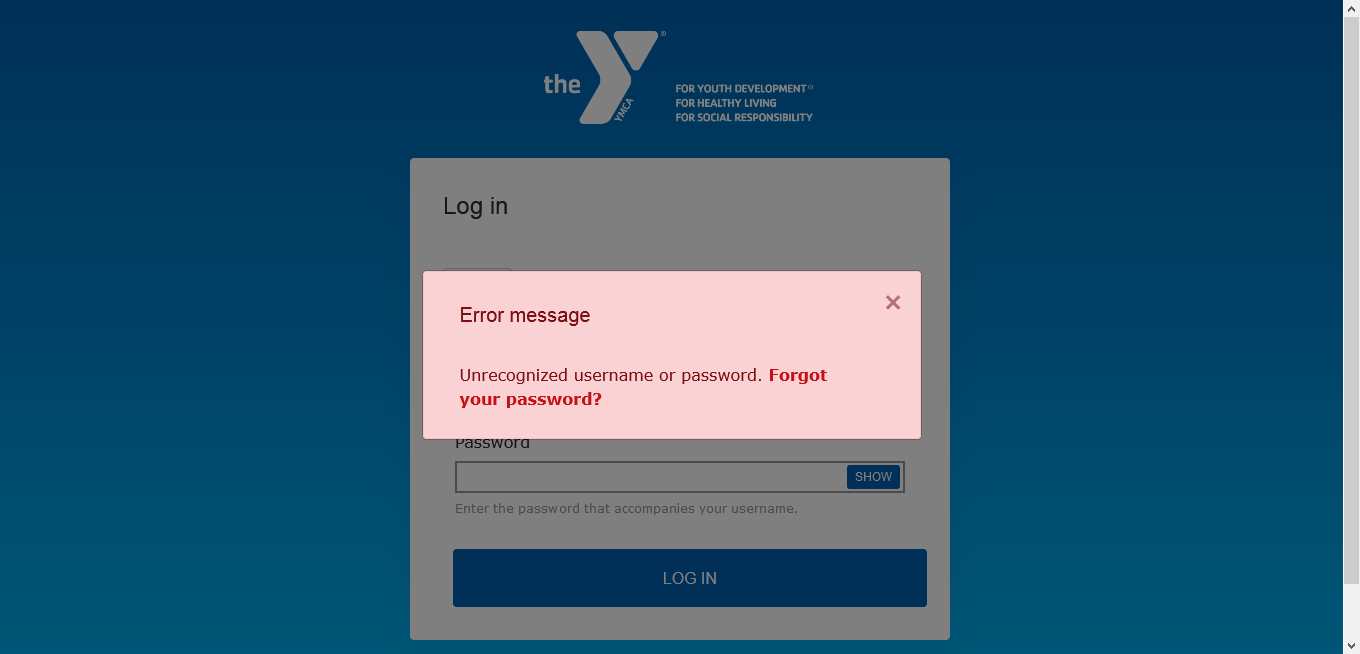 the
YMCA
®
FOR YOUTH DEVELOPMENT®
FOR HEALTHY LIVING
FOR SOCIAL RESPONSIBILITY
Log in
Error message
×
Unrecognized username or password. Forgot
your password?
Password
SHOW
Enter the password that accompanies your username.
LOG IN